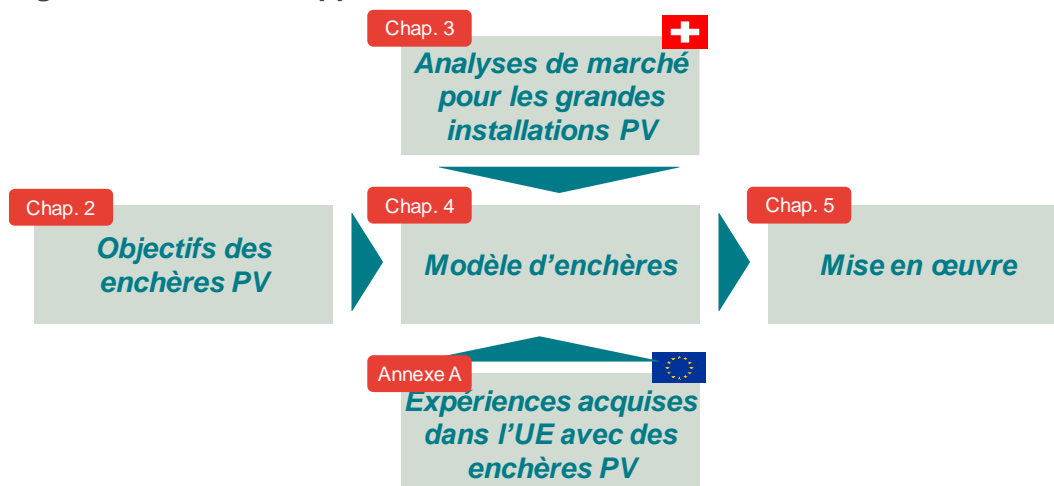 Chap. 3
Analyses de marché
pour les grandes
installations PV
Chap. 2
Objectifs des
enchères PV
Chap. 4
Modèle d’enchères
Chap. 5
Mise en œuvre
Annexe A
Expériences acquises
dans l’UE avec des
enchères PV